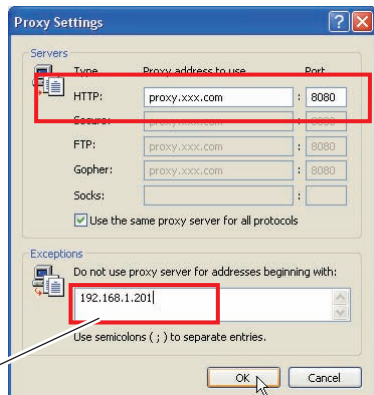 Proxy Settings
Servers
Type Proxy address to use Port
HTTP: proxy.xxx.com : 8080
Secure: proxy.xxx.com : 8080
FTP: proxy.xxx.com : 8080
Gopher: proxy.xxx.com : 8080
Socks: :
Use the same proxy server for all protocols
Exceptions
Do not use proxy server for addresses beginning with:
192.168.1.201
Use semicolons ( ; ) to separate entries.
OK Cancel